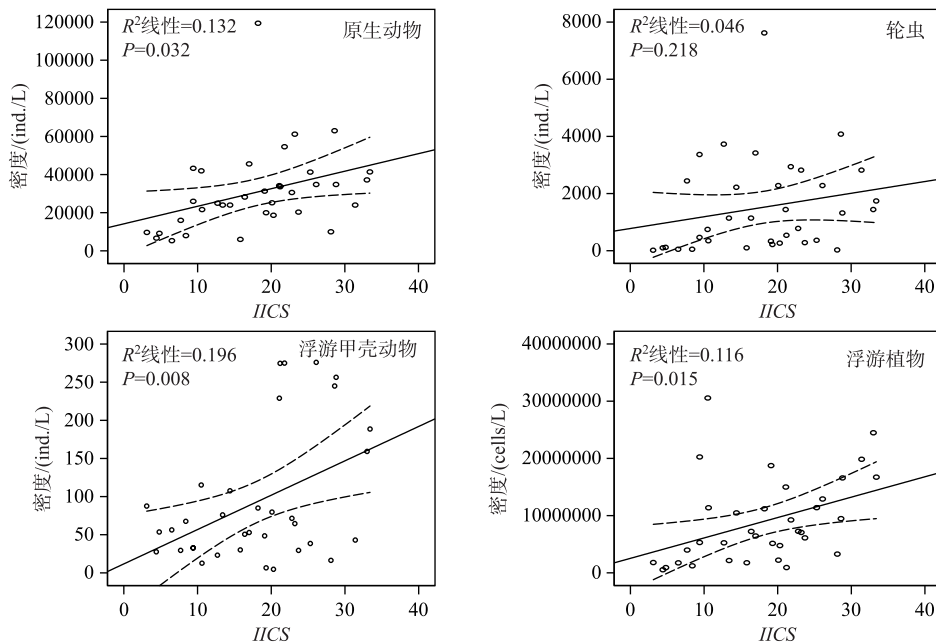 120000
100000
80000
60000
40000
20000
0
密度/(ind./L)
R²线性=0.132
P=0.032
原生动物
0 10 20 30 40
IICS
8000
6000
4000
2000
0
密度/(ind./L)
R²线性=0.046
P=0.218
轮虫
0 10 20 30 40
IICS
300
250
200
150
100
50
0
密度/(ind./L)
R²线性=0.196
P=0.008
浮游甲壳动物
0 10 20 30 40
IICS
40000000
30000000
20000000
10000000
0
密度/(cells/L)
R²线性=0.116
P=0.015
浮游植物
0 10 20 30 40
IICS